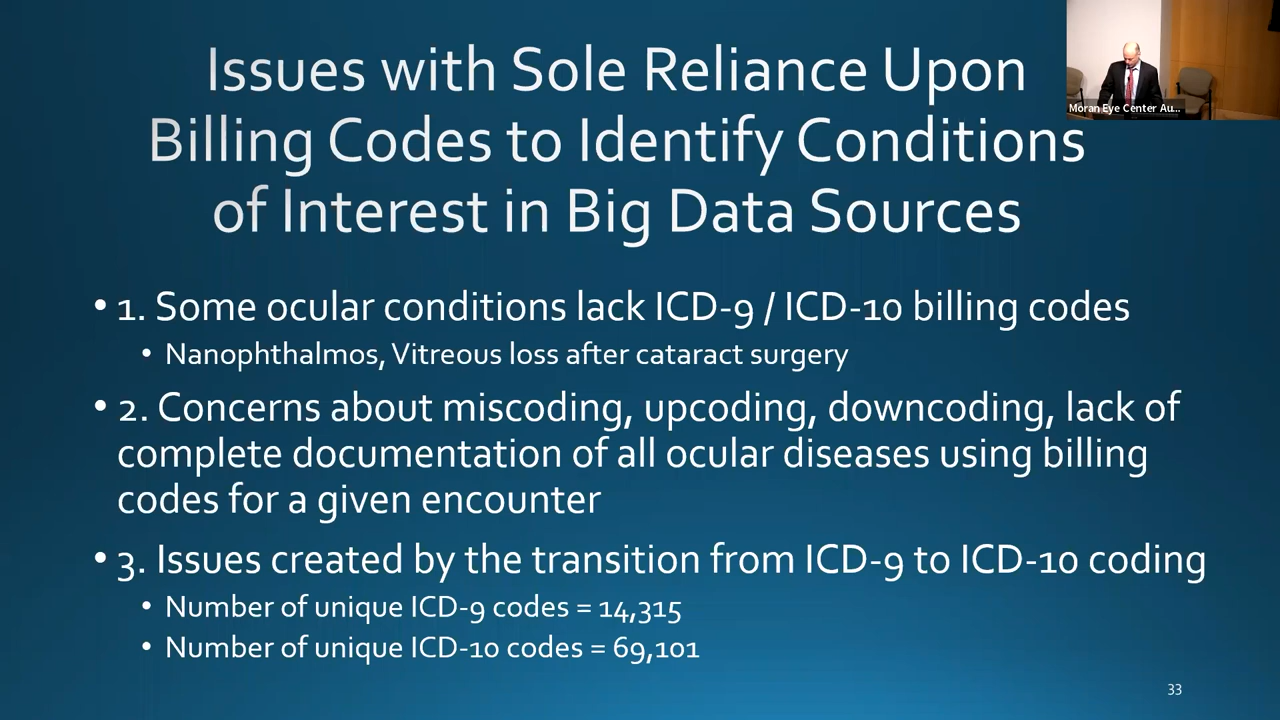 Issues with Sole Reliance Upon
Billing Codes to Identify Conditions
of Interest in Big Data Sources
Moran Eye Center Au...
• 1. Some ocular conditions lack ICD-9 / ICD-10 billing codes
• Nanophthalmos, Vitreous loss after cataract surgery
• 2. Concerns about miscoding, upcoding, downcoding, lack of
complete documentation of all ocular diseases using billing
codes for a given encounter
• 3. Issues created by the transition from ICD-9 to ICD-10 coding
• Number of unique ICD-9 codes = 14,315
• Number of unique ICD-10 codes = 69,101
33